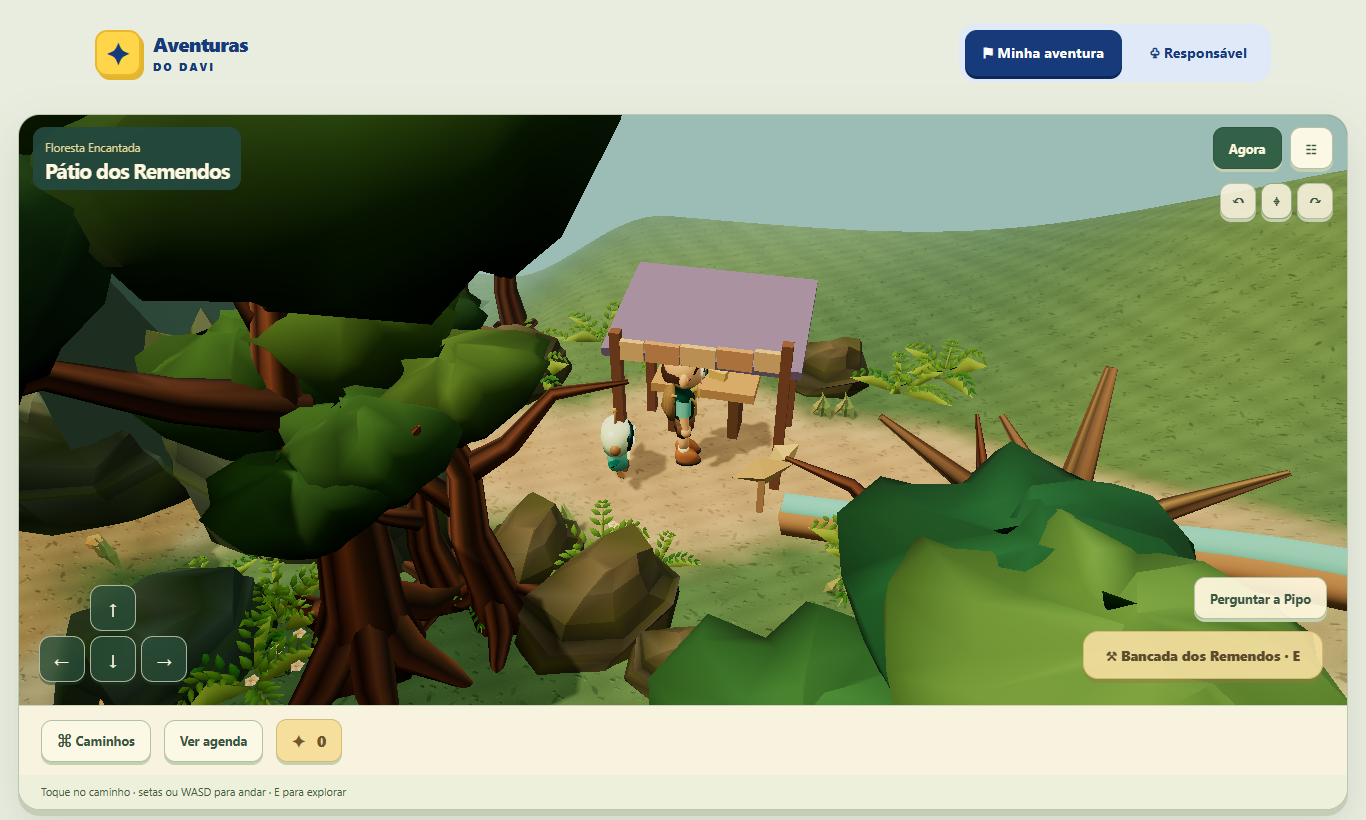 Aventuras
DO DAVI
Minha aventura
Responsável
Floresta Encantada
Pátio dos Remendos
Agora
Perguntar a Pipo
Bancada dos Remendos · E
Caminhos
Ver agenda
0
Toque no caminho · setas ou WASD para andar · E para explorar